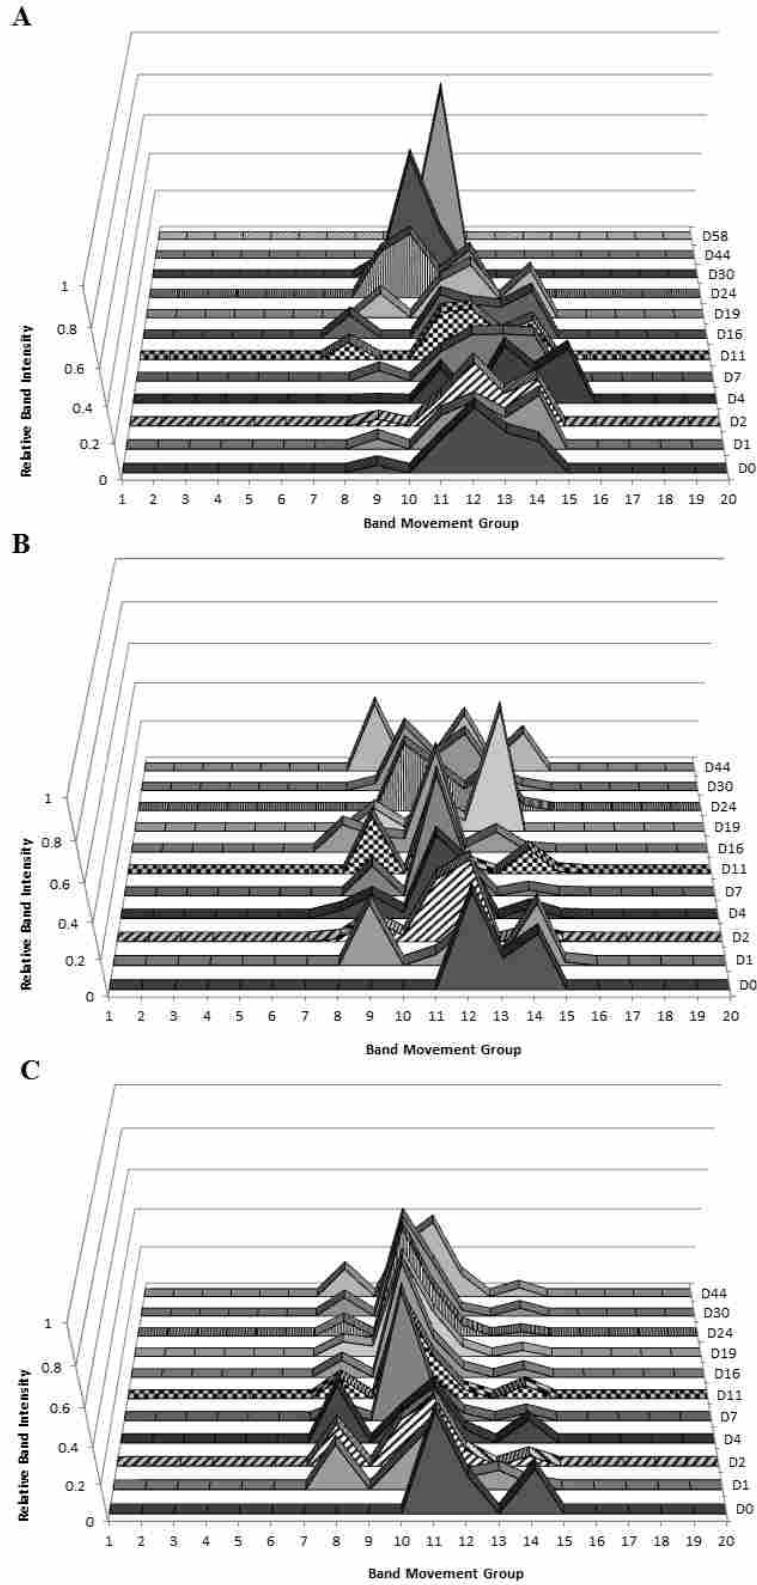 A
D58
D44
D30
D24
D19
D16
D11
D7
D4
D2
D1
D0
1
0.8
0.6
0.4
0.2
0
Relative Band Intensity
1 2 3 4 5 6 7 8 9 10 11 12 13 14 15 16 17 18 19 20
Band Movement Group
B
D44
D30
D24
D19
D16
D11
D7
D4
D2
D1
D0
1
0.8
0.6
0.4
0.2
0
Relative Band Intensity
1 2 3 4 5 6 7 8 9 10 11 12 13 14 15 16 17 18 19 20
Band Movement Group
C
D44
D30
D24
D19
D16
D11
D7
D4
D2
D1
D0
1
0.8
0.6
0.4
0.2
0
Relative Band Intensity
1 2 3 4 5 6 7 8 9 10 11 12 13 14 15 16 17 18 19 20
Band Movement Group